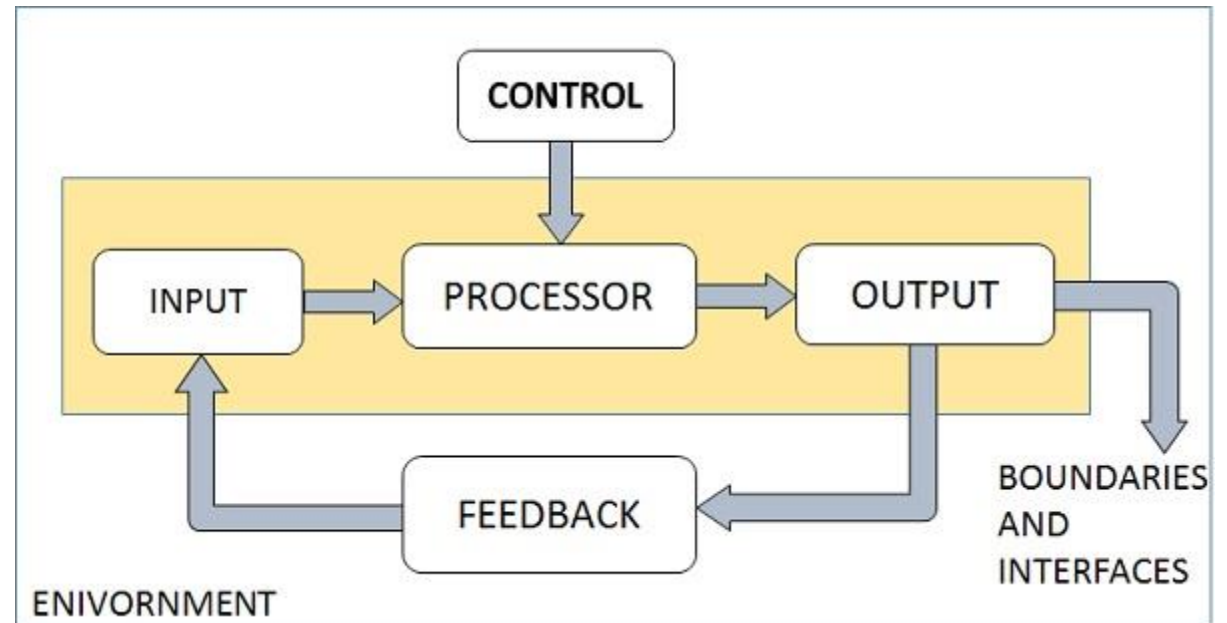 CONTROL
INPUT
PROCESSOR
OUTPUT
FEEDBACK
BOUNDARIES
AND
INTERFACES
ENIVORNMENT